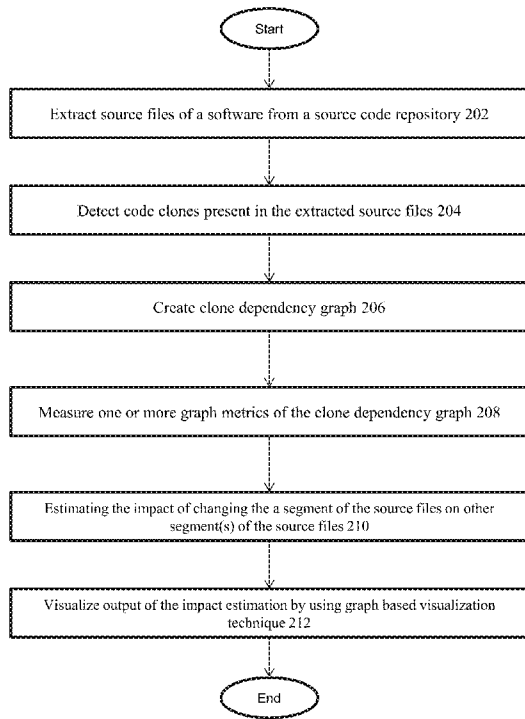 Start
Extract source files of a software from a source code repository 202
Detect code clones present in the extracted source files 204
Create clone dependency graph 206
Measure one or more graph metrics of the clone dependency graph 208
Estimating the impact of changing the a segment of the source files on other
segment(s) of the source files 210
Visualize output of the impact estimation by using graph based visualization
technique 212
End